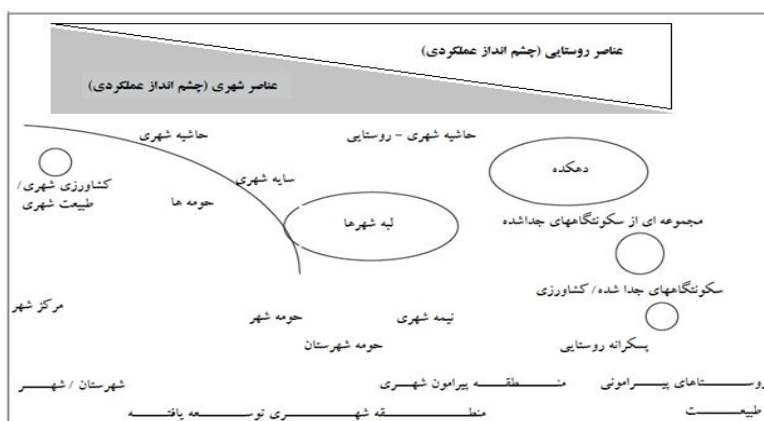 عناصر روستایی (چشم انداز عملکردی)
عناصر شهری (چشم انداز عملکردی)
حاشیه شهری
حاشیه شهری – روستایی
دهکده
سایه شهری
کشاورزی شهری/
طبیعت شهری
حومه ها
لبه شهرها
مجموعه ای از سکونتگاههای جداشده
سکونتگاههای جدا شده/ کشاورزی
مرکز شهر
حومه شهر
نیمه شهری
حومه شهرستان
پسکرانه روستایی
روستاهای پیرامونی
منطقه پیرامون شهری
شهرستان / شهر
طبیعت
منطقه شهری توسعه یافته